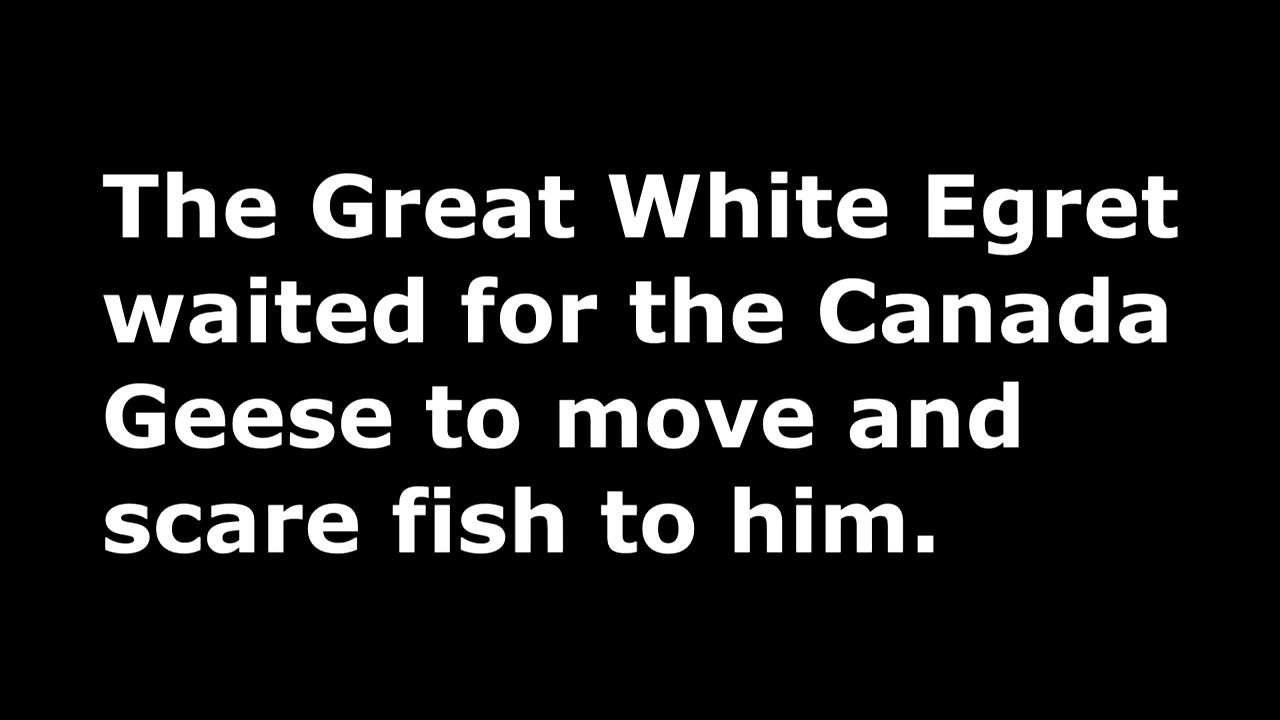 The Great White Egret
waited for the Canada
Geese to move and
scare fish to him.